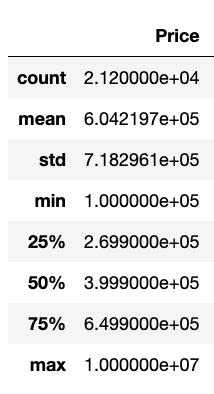 Price
count 2.120000e+04
mean 6.042197e+05
std 7.182961e+05
min 1.000000e+05
25% 2.699000e+05
50% 3.999000e+05
75% 6.499000e+05
max 1.000000e+07